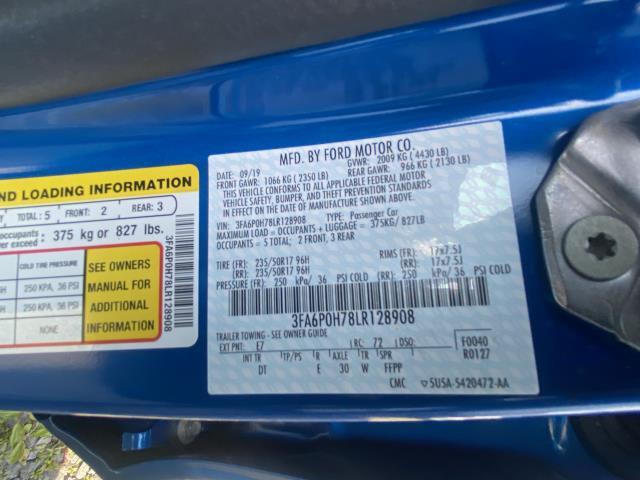 ND LOADING INFORMATION
T TOTAL: 5 FRONT: 2 REAR: 3
occupants
er exceed : 375 kg or 827 lbs.
COLD TIRE PRESSURE
250 KPA, 36 PSI
250 KPA, 36 PSI
SEE OWNERS
MANUAL FOR
ADDITIONAL
INFORMATION
3FA6P0H78LR128908
MFD. BY FORD MOTOR CO.
DATE: 09/19 GVWR: 2009 KG ( 4430 LB)
FRONT GAWR: 1066 KG ( 2350 LB) REAR GAWR: 966 KG ( 2130 LB)
THIS VEHICLE CONFORMS TO ALL APPLICABLE FEDERAL MOTOR
VEHICLE SAFETY, BUMPER, AND THEFT PREVENTION STANDARDS
IN EFFECT ON THE DATE OF MANUFACTURE SHOWN ABOVE.
VIN: 3FA6P0H78LR128908 TYPE: Passenger Car
MAXIMUM LOAD = OCCUPANTS + LUGGAGE = 375KG/ 827LB
OCCUPANTS = 5 TOTAL: 2 FRONT, 3 REAR
TIRE (FR): 235/50R17 96H RIMS (FR): 17x7.5J
(RR): 235/50R17 96H (RR): 17x7.5J
PRESSURE (FR): 250 kPa/ 36 PSI COLD (RR): 250 kPa/ 36 PSI COLD
3FA6P0H78LR128908
TRAILER TOWING - SEE OWNER GUIDE
EXT PNT: E7 RC: 72 DSO: F0040
INT TR TP/PS R AXLE TR SPR R0127
DT E 30 W FFPP
CMC 5U5A-5420472-AA